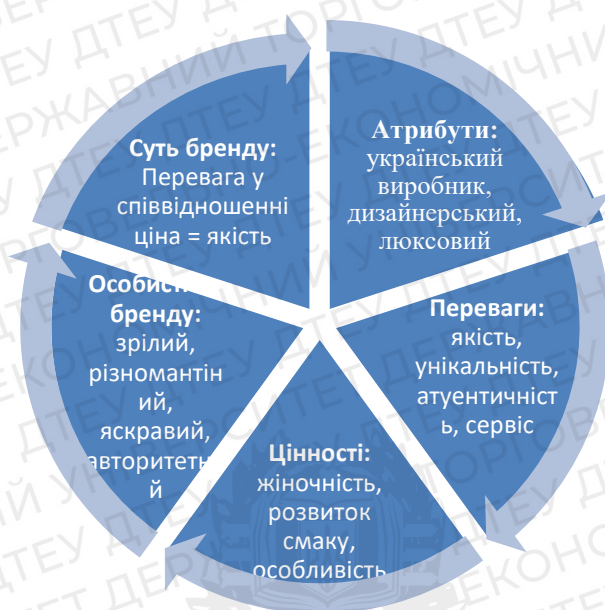 Суть бренду:
Перевага у
співвідношенні
ціна = якість
Атрибути:
український
виробник,
дизайнерський,
люксовий
Переваги:
якість,
унікальність,
атуентичніст
ь, сервіс
Цінності:
жіночність,
розвиток
смаку,
особливість
бренду:
зрілий,
різномантін
ий,
яскравий,
авторитетн
й